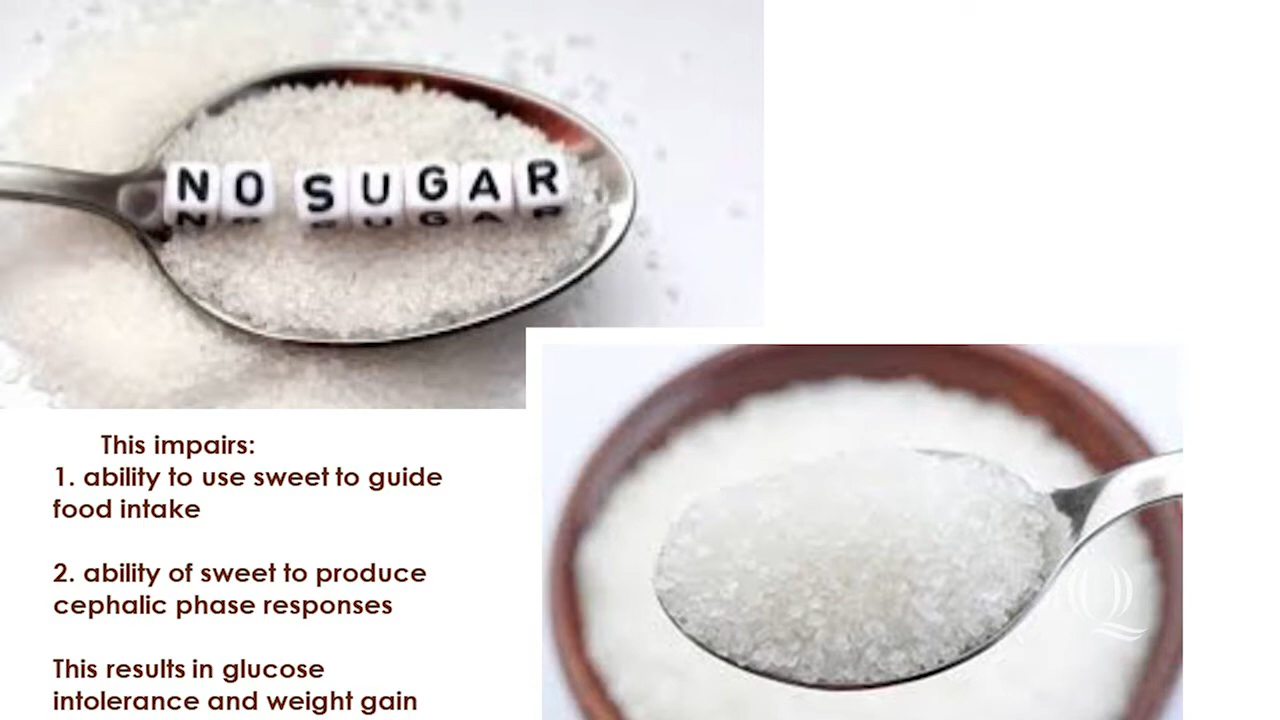 NO SUGAR
This impairs:
1. ability to use sweet to guide
food intake
2. ability of sweet to produce
cephalic phase responses
This results in glucose
intolerance and weight gain
Q